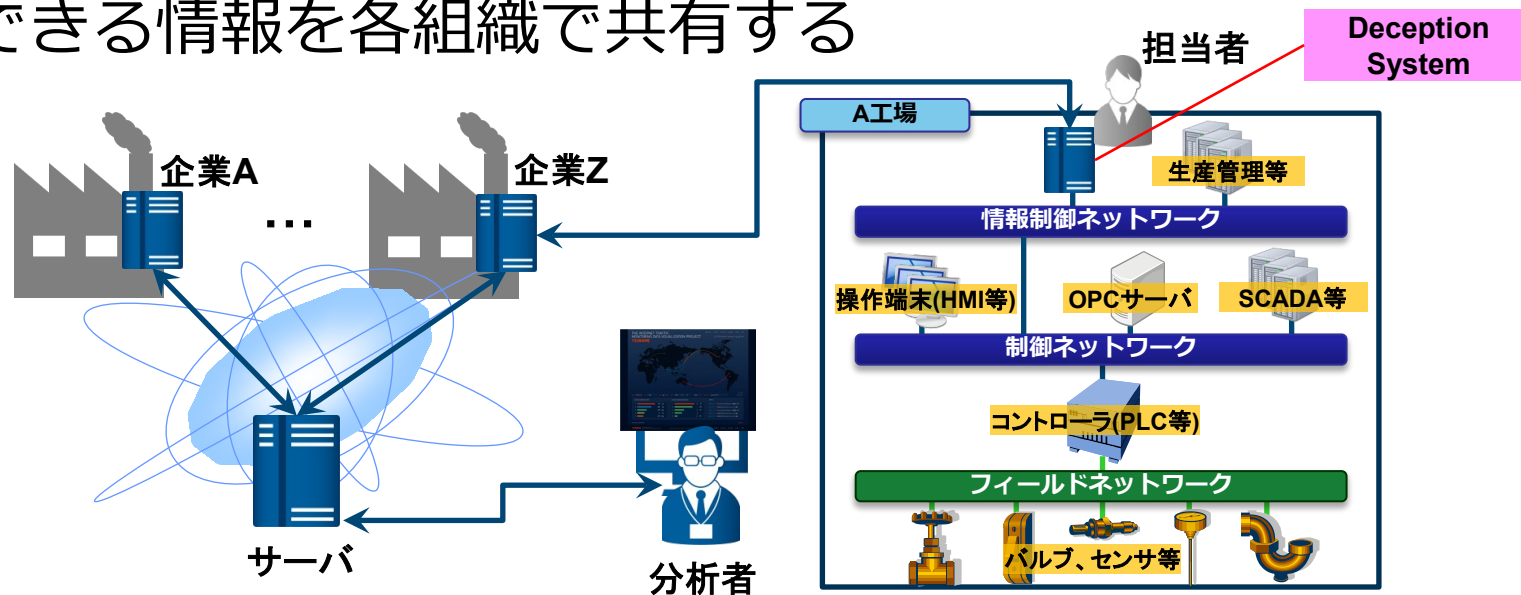 できる情報を各組織で共有する
Deception
System
担当者
A工場
企業A
企業Z
...
生産管理等
情報制御ネットワーク
操作端末(HMI等)
OPCサーバ
SCADA等
制御ネットワーク
コントローラ(PLC等)
フィールドネットワーク
バルブ、センサ等
サーバ
分析者